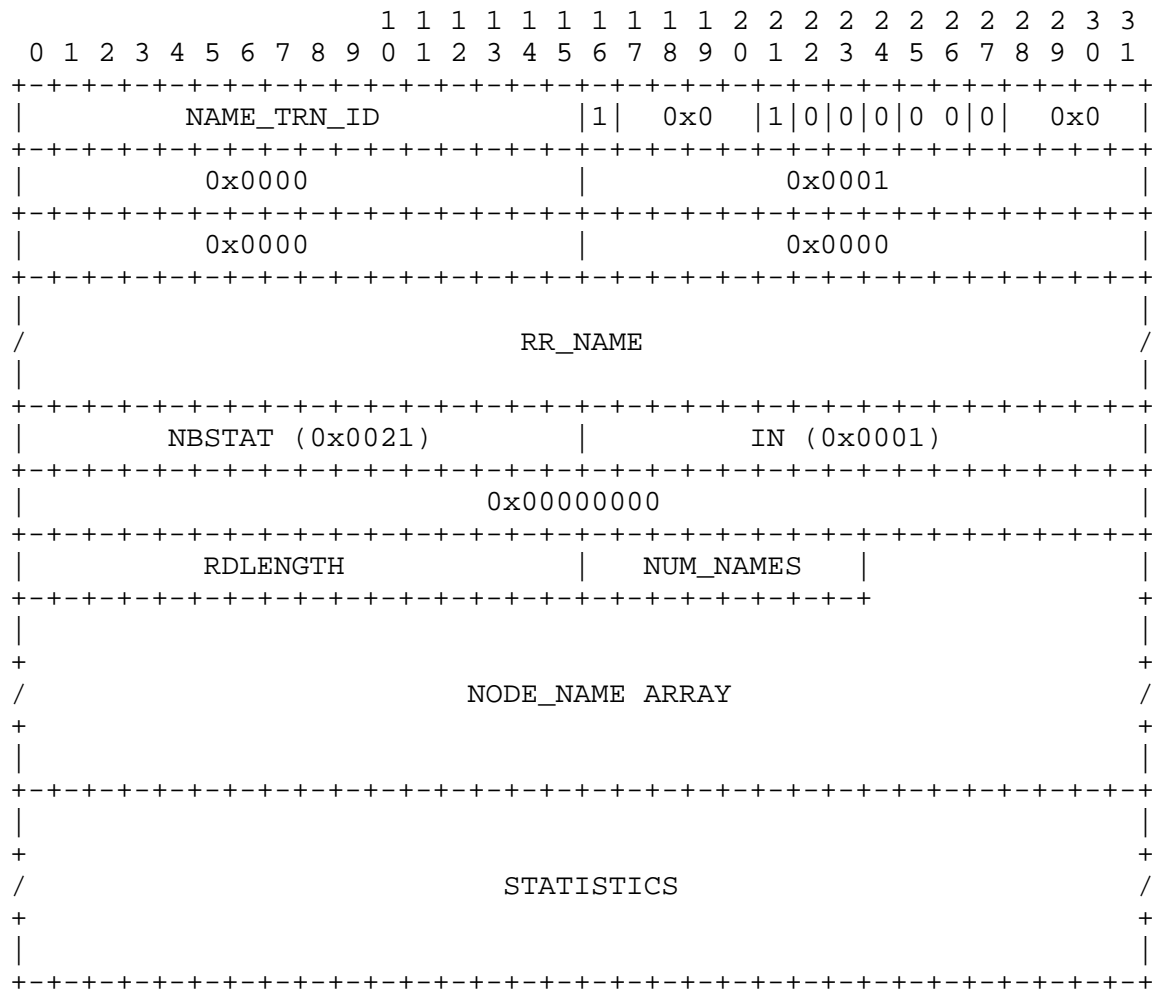 1 1 1 1 1 1 1 1 1 1 2 2 2 2 2 2 2 2 2 2 3 3
 0 1 2 3 4 5 6 7 8 9 0 1 2 3 4 5 6 7 8 9 0 1 2 3 4 5 6 7 8 9 0 1
+-+-+-+-+-+-+-+-+-+-+-+-+-+-+-+-+-+-+-+-+-+-+-+-+-+-+-+-+-+-+-+-+
|         NAME_TRN_ID           |1|  0x0  |1|0|0|0|0 0|0|  0x0  |
+-+-+-+-+-+-+-+-+-+-+-+-+-+-+-+-+-+-+-+-+-+-+-+-+-+-+-+-+-+-+-+-+
|          0x0000               |           0x0001              |
+-+-+-+-+-+-+-+-+-+-+-+-+-+-+-+-+-+-+-+-+-+-+-+-+-+-+-+-+-+-+-+-+
|          0x0000               |           0x0000              |
+-+-+-+-+-+-+-+-+-+-+-+-+-+-+-+-+-+-+-+-+-+-+-+-+-+-+-+-+-+-+-+-+
|                                                               |
/                            RR_NAME                            /
|                                                               |
+-+-+-+-+-+-+-+-+-+-+-+-+-+-+-+-+-+-+-+-+-+-+-+-+-+-+-+-+-+-+-+-+
|        NBSTAT (0x0021)        |         IN (0x0001)           |
+-+-+-+-+-+-+-+-+-+-+-+-+-+-+-+-+-+-+-+-+-+-+-+-+-+-+-+-+-+-+-+-+
|                          0x00000000                           |
+-+-+-+-+-+-+-+-+-+-+-+-+-+-+-+-+-+-+-+-+-+-+-+-+-+-+-+-+-+-+-+-+
|          RDLENGTH             |   NUM_NAMES   |               |
+-+-+-+-+-+-+-+-+-+-+-+-+-+-+-+-+-+-+-+-+-+-+-+-+               +
|                                                               |
+                                                               +
/                         NODE_NAME ARRAY                       /
+                                                               +
|                                                               |
+-+-+-+-+-+-+-+-+-+-+-+-+-+-+-+-+-+-+-+-+-+-+-+-+-+-+-+-+-+-+-+-+
|                                                               |
+                                                               +
/                           STATISTICS                          /
+                                                               +
|                                                               |
+-+-+-+-+-+-+-+-+-+-+-+-+-+-+-+-+-+-+-+-+-+-+-+-+-+-+-+-+-+-+-+-+